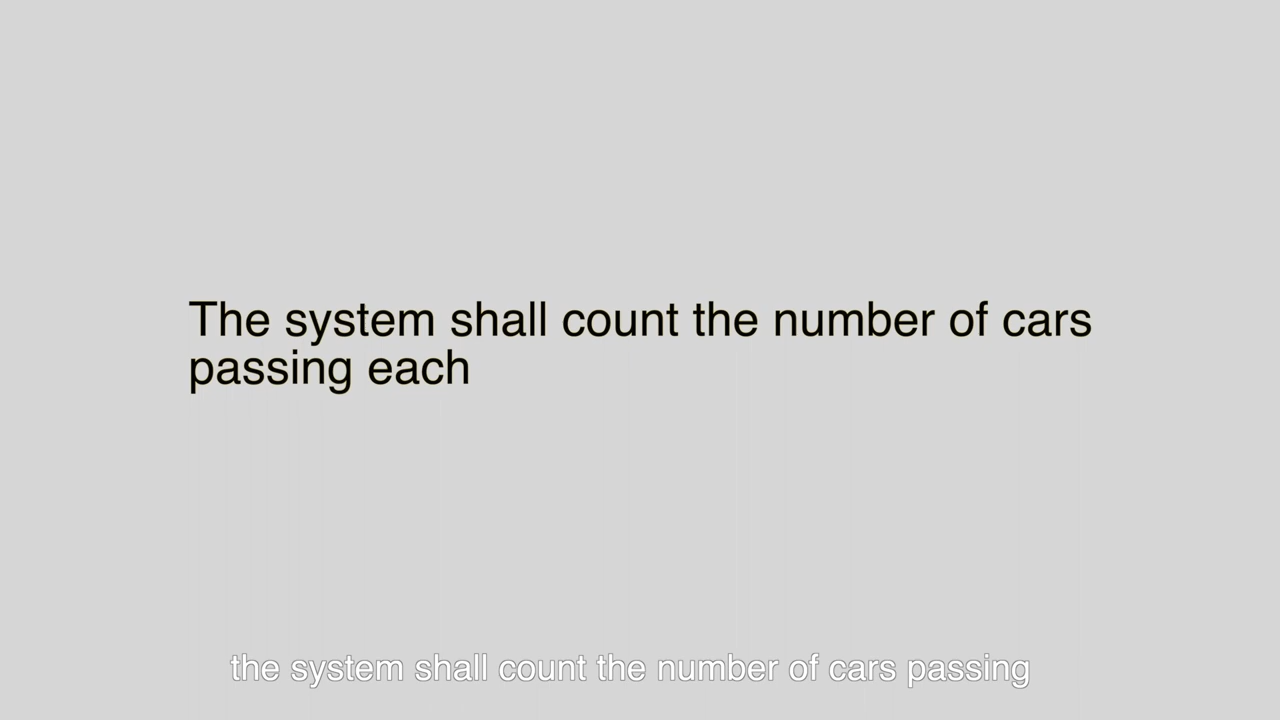 The system shall count the number of cars
passing each
the system shall count the number of cars passing